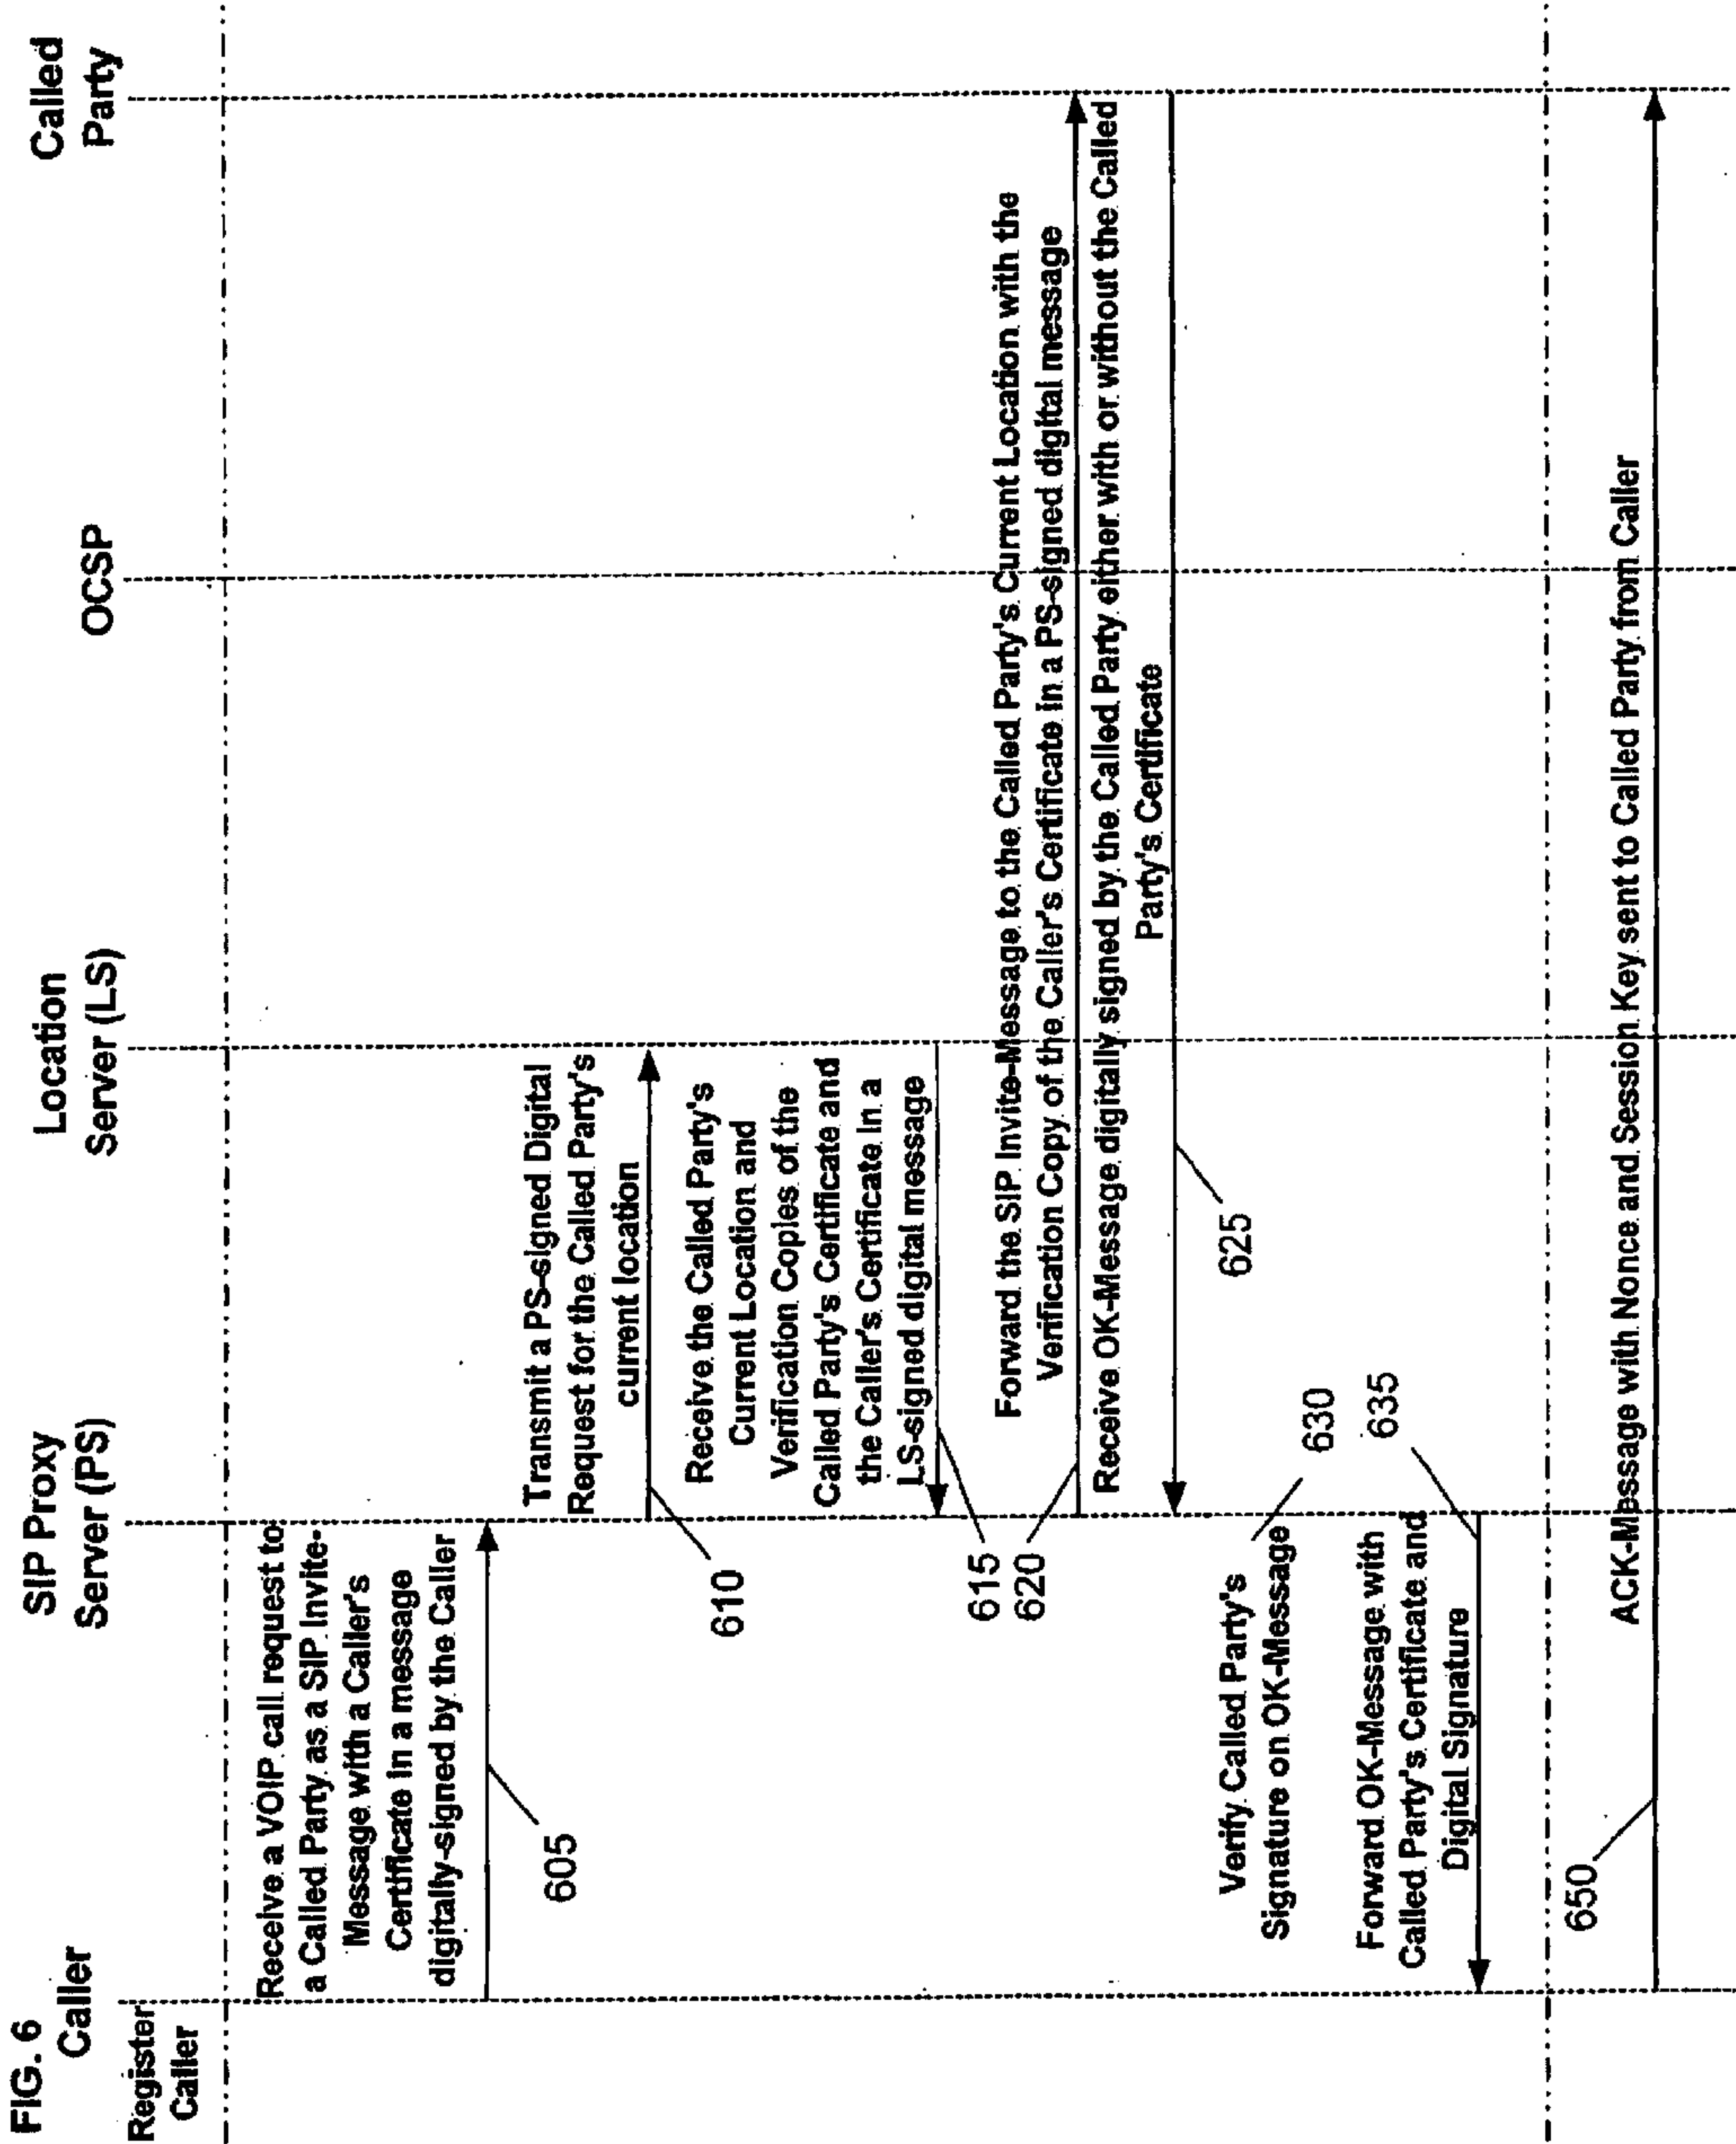 FIG. 6
Caller
SIP Proxy
Server (PS)
Location
Server (LS)
OCSP
Called
Party
Register
Caller
Receive a VOIP call request to
a Called Party as a SIP Invite-
Message with a Caller's
Certificate in a message
digitally-signed by the Caller
605
Transmit a PS-signed Digital
Request for the Called Party's
current location
610
Receive the Called Party's
Current Location and
Verification Copies of the
Called Party's Certificate and
the Caller's Certificate in a
LS-signed digital message
615
Forward the SIP Invite-Message to the Called Party's Current Location with the
Verification Copy of the Caller's Certificate in a PS-signed digital message
620
Receive OK-Message digitally signed by the Called Party either with or without the Called
Party's Certificate
625
Verify Called Party's
Signature on OK-Message
630
Forward OK-Message with
Called Party's Certificate and
Digital Signature
635
ACK-Message with Nonce and Session Key sent to Called Party from Caller
650